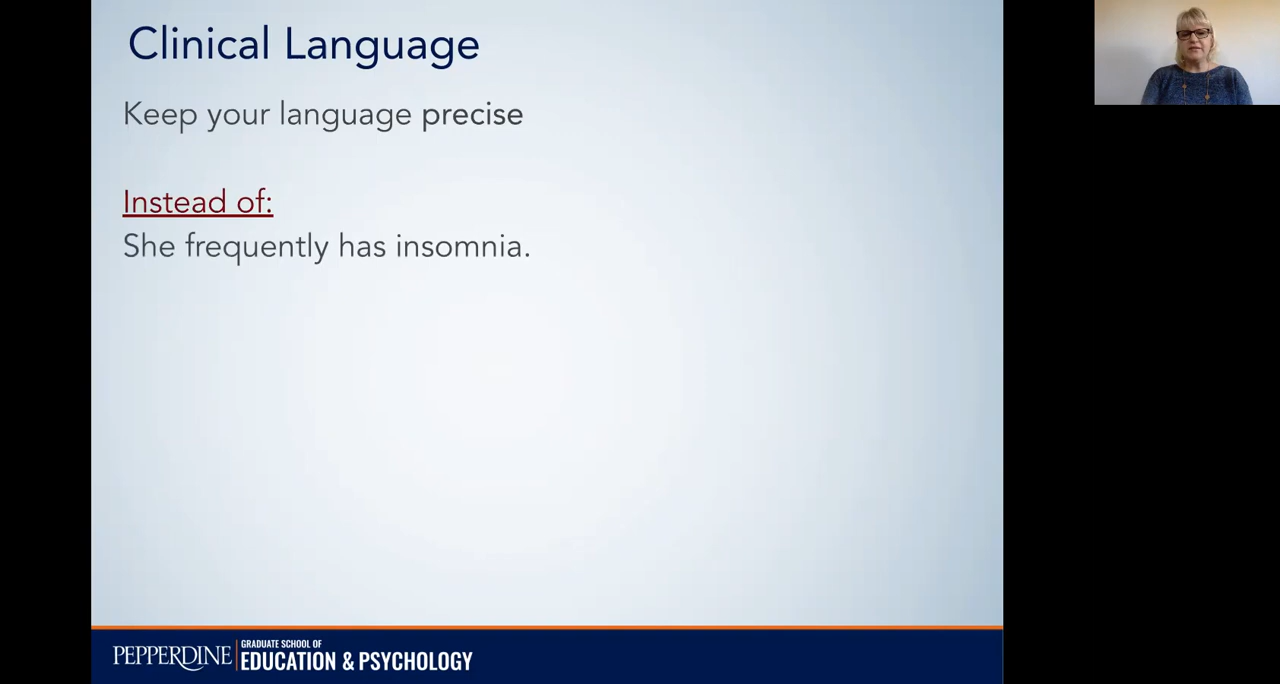 Clinical Language
Keep your language precise
Instead of:
She frequently has insomnia.
PEPPERDINE
GRADUATE SCHOOL OF
EDUCATION & PSYCHOLOGY